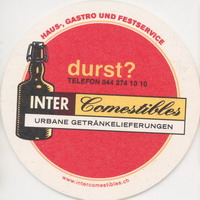 HAUS-, GASTRO UND FESTSERVICE
durst?
TELEFON 044 274 10 10
INTER Comestibles
URBANE GETRÄNKELIEFERUNGEN
www.intercomestibles.ch